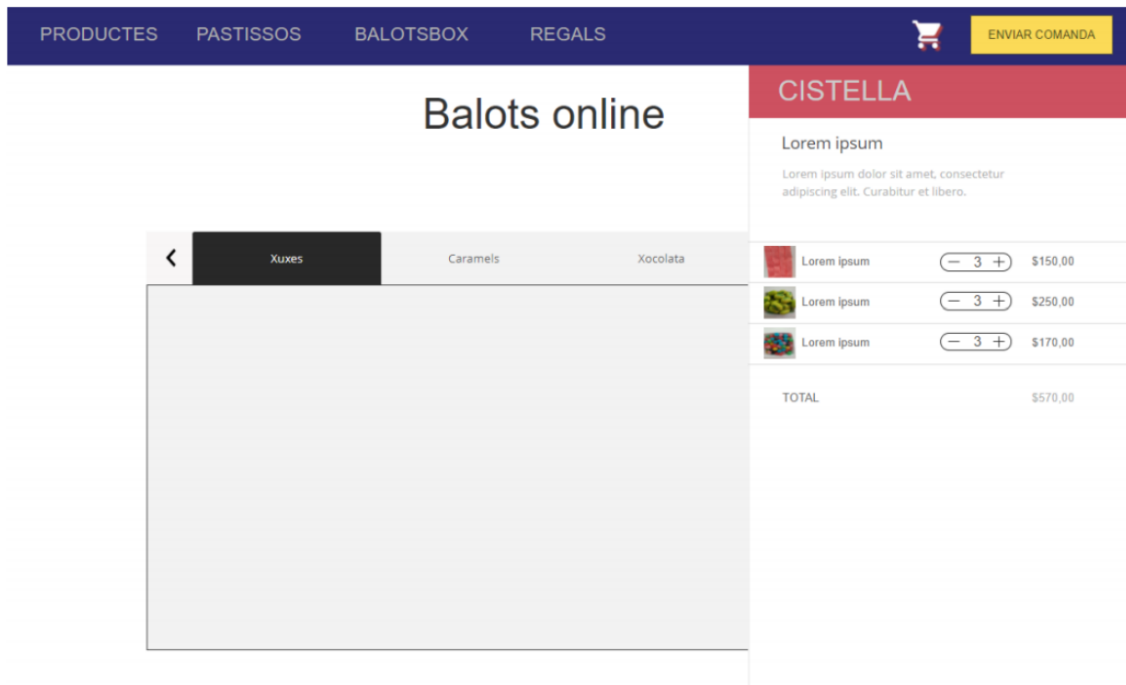 PRODUCTES PASTISSOS BALOTSBOX REGALS ENVIAR COMANDA
Balots online
Xuxes Caramels Xocolata
CISTELLA
Lorem ipsum
Lorem ipsum dolor sit amet, consectetur
adipiscing elit. Curabitur et libero.
Lorem ipsum — 3 + $150,00
Lorem ipsum — 3 + $250,00
Lorem ipsum — 3 + $170,00
TOTAL $570,00